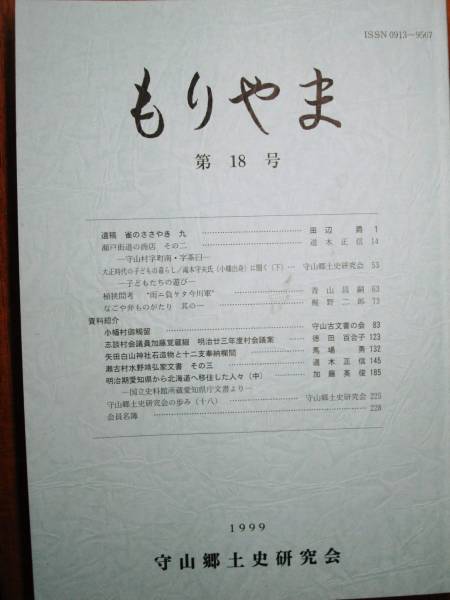 ISSN 0913-9507
もりやま
第 18 号
遺稿 雀のささやき 九 田辺 爵 1
瀬戸街道の商店 その二 道木正信 14
―守山村字町南・字茶臼―
大正時代の子どもの暮らし/滝本守夫氏(小幡出身)に聞く(下) 守山郷土史研究会 53
―子どもたちの遊び―
桶狭間考 “雨ニ負ケタ今川軍” 青山昌嗣 63
なごや弁ものがたり 其の一 梶野二郎 73
資料紹介
小幡村御觸留 守山古文書の会 83
志談村会議員加藤寛蔵綴 明治廿三年度村会議案 徳田百合子 123
矢田白山神社石造物と十二支奉納欄間 馬場 勇 132
瀬古村水野靖弘家文書 その三 道木正信 145
明治期愛知県から北海道へ移住した人々(中) 加藤英俊 185
―国立史料館所蔵愛知県庁文書より―
守山郷土史研究会の歩み(十八) 守山郷土史研究会 225
会員名簿 228
1999
守山郷土史研究会